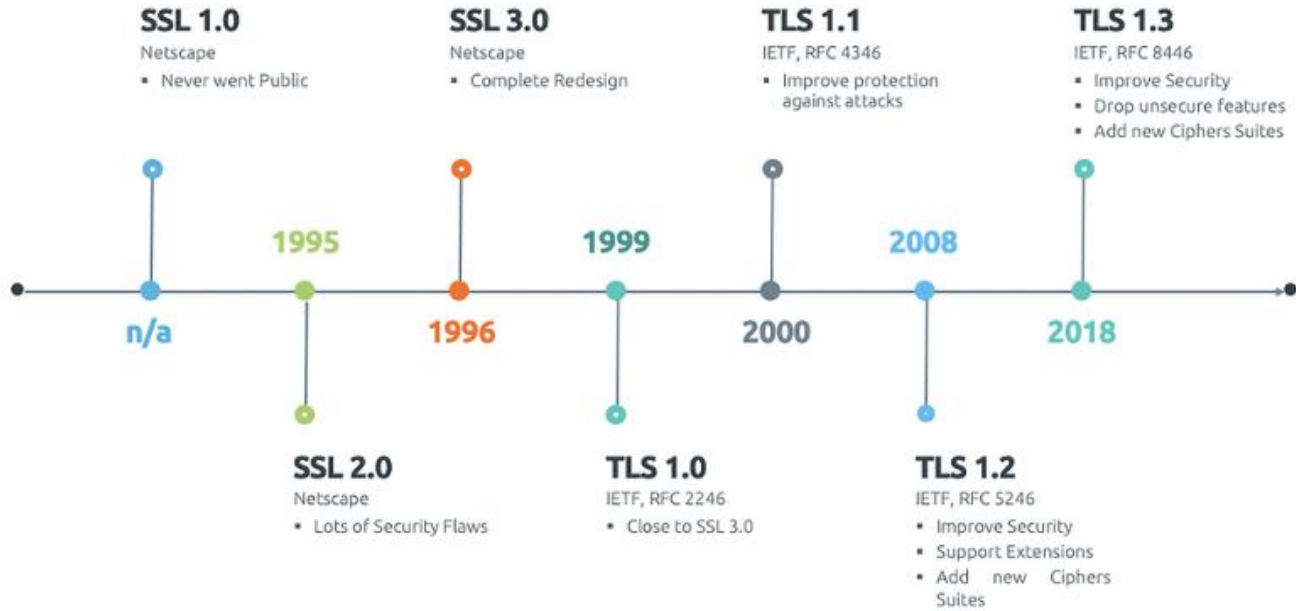 SSL 1.0
Netscape
▪ Never went Public
SSL 3.0
Netscape
▪ Complete Redesign
TLS 1.1
IETF, RFC 4346
▪ Improve protection
against attacks
TLS 1.3
IETF, RFC 8446
▪ Improve Security
▪ Drop unsecure features
▪ Add new Ciphers Suites
1995
1999
2008
n/a
1996
2000
2018
SSL 2.0
Netscape
▪ Lots of Security Flaws
TLS 1.0
IETF, RFC 2246
▪ Close to SSL 3.0
TLS 1.2
IETF, RFC 5246
▪ Improve Security
▪ Support Extensions
▪ Add new Ciphers
Suites